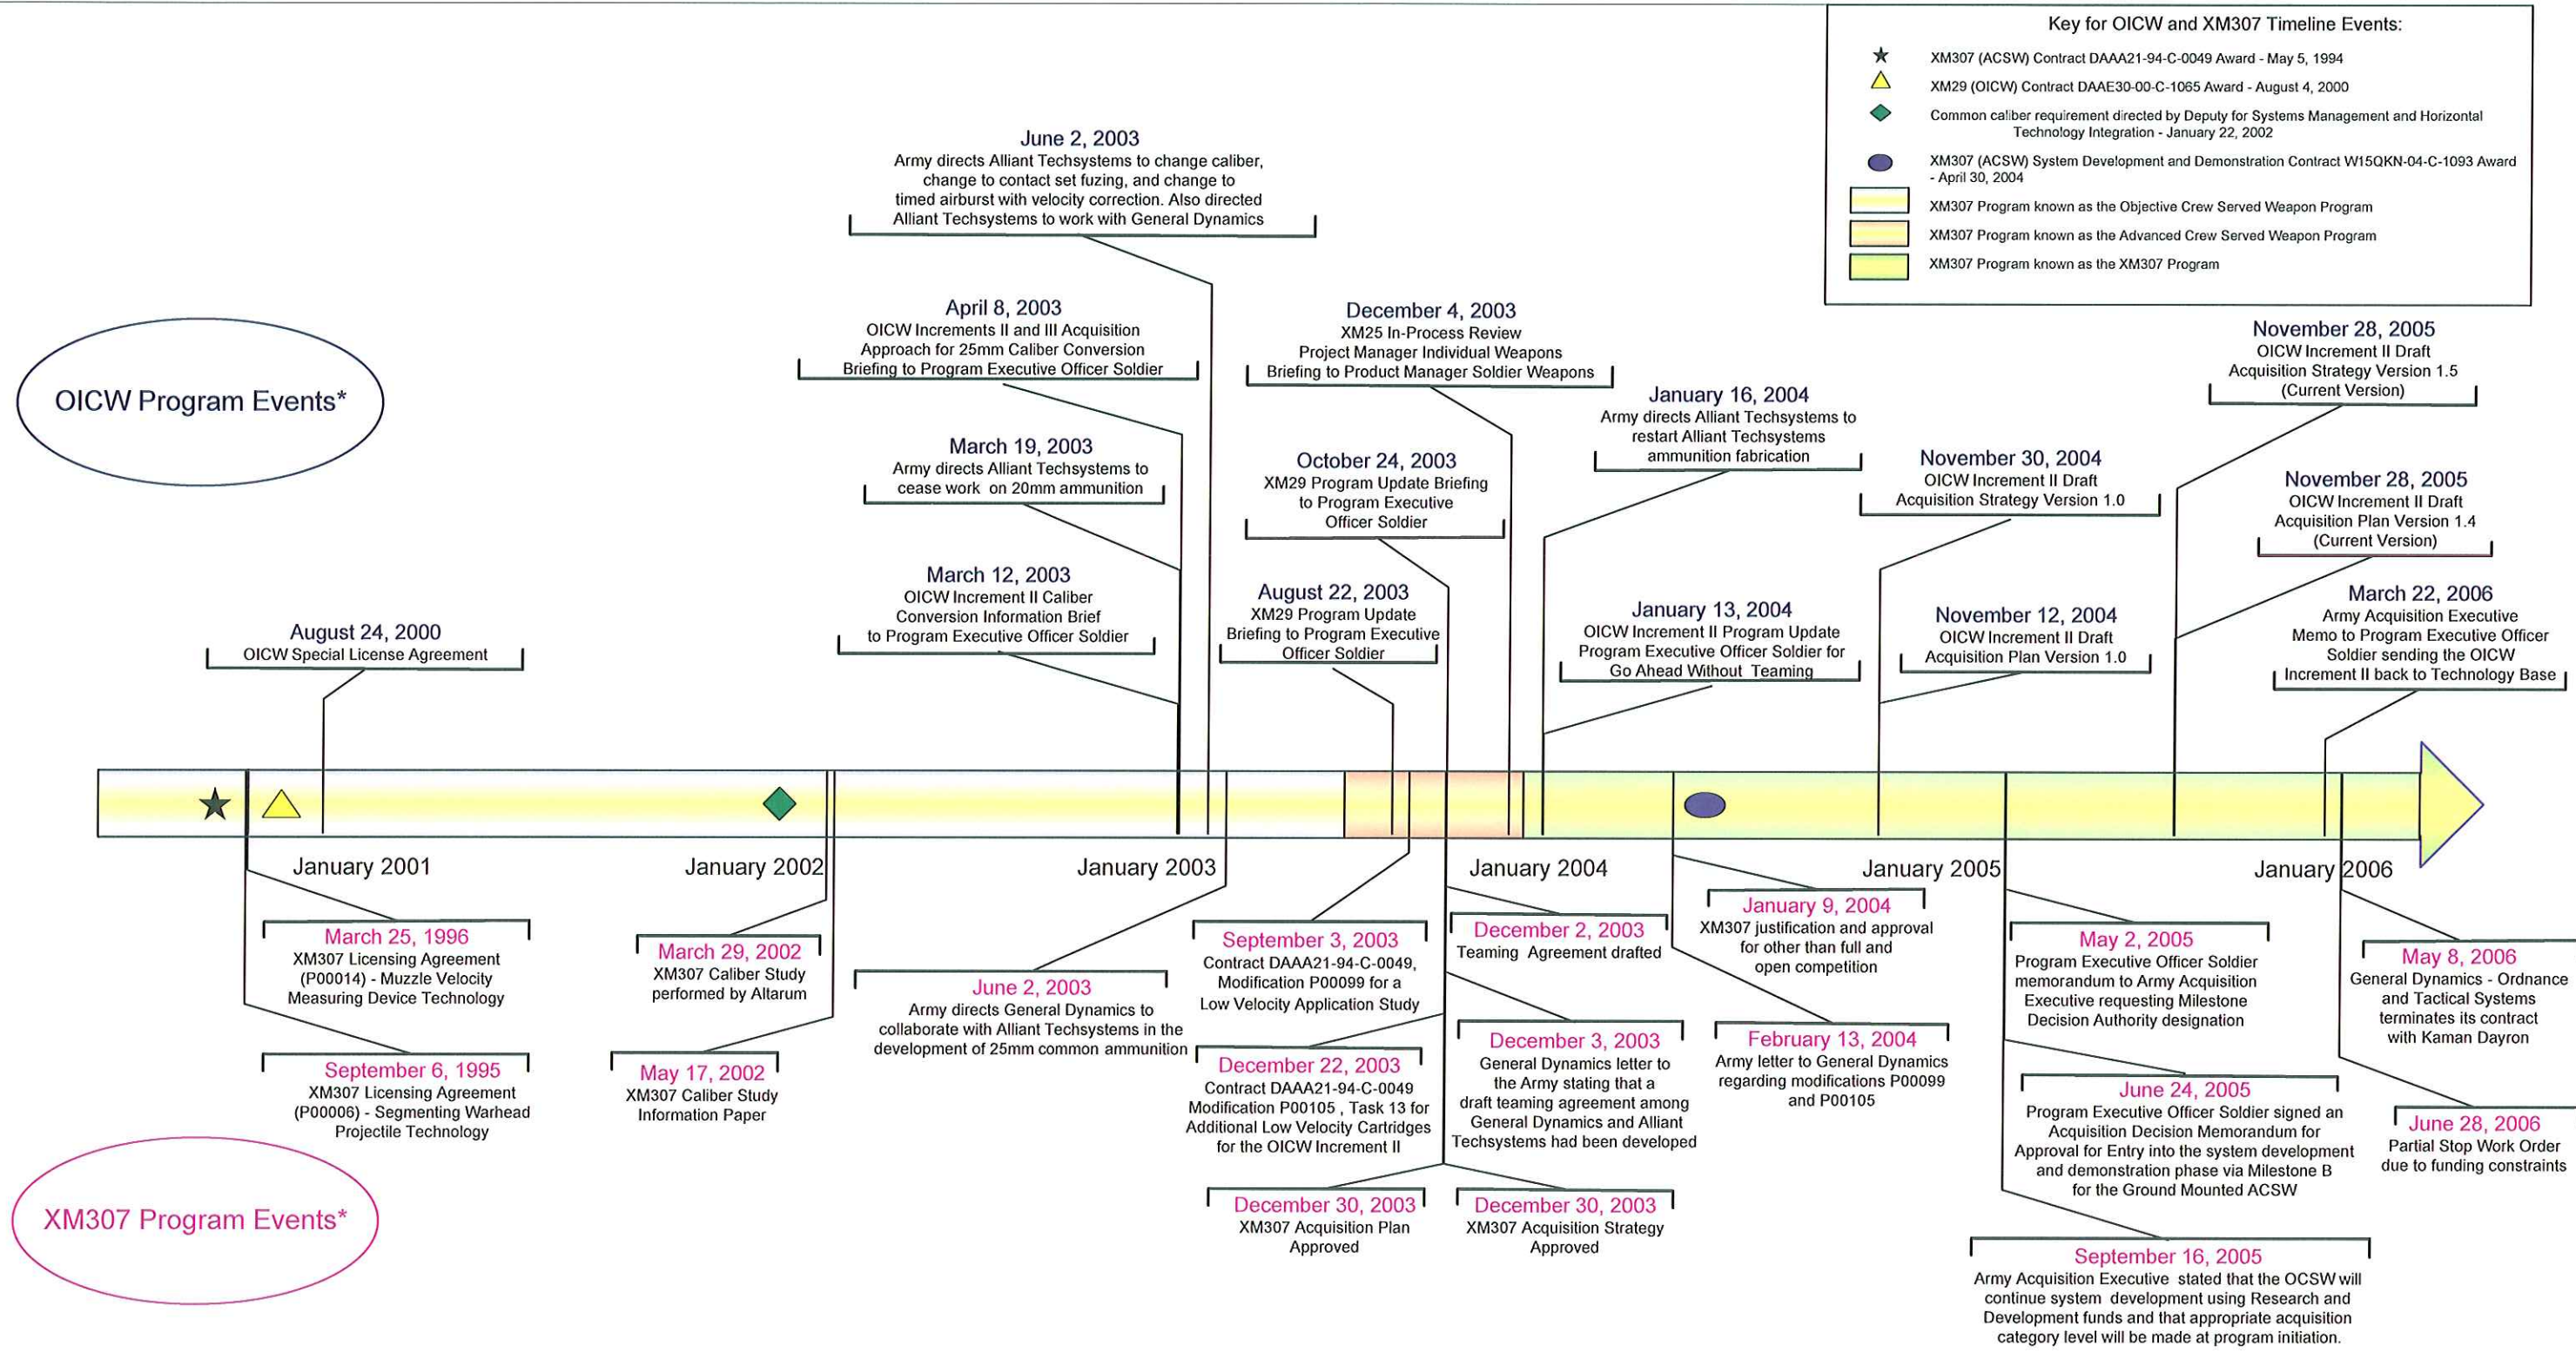 Key for OICW and XM307 Timeline Events:
XM307 (ACSW) Contract DAAA21-94-C-0049 Award - May 5, 1994
XM29 (OICW) Contract DAAE30-00-C-1065 Award - August 4, 2000
Common caliber requirement directed by Deputy for Systems Management and Horizontal
Technology Integration - January 22, 2002
XM307 (ACSW) System Development and Demonstration Contract W15QKN-04-C-1093 Award
- April 30, 2004
XM307 Program known as the Objective Crew Served Weapon Program
XM307 Program known as the Advanced Crew Served Weapon Program
XM307 Program known as the XM307 Program
OICW Program Events*
August 24, 2000
OICW Special License Agreement
June 2, 2003
Army directs Alliant Techsystems to change caliber,
change to contact set fuzing, and change to
timed airburst with velocity correction. Also directed
Alliant Techsystems to work with General Dynamics
April 8, 2003
OICW Increments II and III Acquisition
Approach for 25mm Caliber Conversion
Briefing to Program Executive Officer Soldier
March 19, 2003
Army directs Alliant Techsystems to
cease work on 20mm ammunition
March 12, 2003
OICW Increment II Caliber
Conversion Information Brief
to Program Executive Officer Soldier
December 4, 2003
XM25 In-Process Review
Project Manager Individual Weapons
Briefing to Product Manager Soldier Weapons
October 24, 2003
XM29 Program Update Briefing
to Program Executive
Officer Soldier
August 22, 2003
XM29 Program Update
Briefing to Program Executive
Officer Soldier
January 16, 2004
Army directs Alliant Techsystems to
restart Alliant Techsystems
ammunition fabrication
January 13, 2004
OICW Increment II Program Update
Program Executive Officer Soldier for
Go Ahead Without Teaming
November 30, 2004
OICW Increment II Draft
Acquisition Strategy Version 1.0
November 12, 2004
OICW Increment II Draft
Acquisition Plan Version 1.0
November 28, 2005
OICW Increment II Draft
Acquisition Strategy Version 1.5
(Current Version)
November 28, 2005
OICW Increment II Draft
Acquisition Plan Version 1.4
(Current Version)
March 22, 2006
Army Acquisition Executive
Memo to Program Executive Officer
Soldier sending the OICW
Increment II back to Technology Base
January 2001
January 2002
January 2003
January 2004
January 2005
January 2006
March 25, 1996
XM307 Licensing Agreement
(P00014) - Muzzle Velocity
Measuring Device Technology
September 6, 1995
XM307 Licensing Agreement
(P00006) - Segmenting Warhead
Projectile Technology
March 29, 2002
XM307 Caliber Study
performed by Altarum
May 17, 2002
XM307 Caliber Study
Information Paper
June 2, 2003
Army directs General Dynamics to
collaborate with Alliant Techsystems in the
development of 25mm common ammunition
September 3, 2003
Contract DAAA21-94-C-0049,
Modification P00099 for a
Low Velocity Application Study
December 22, 2003
Contract DAAA21-94-C-0049
Modification P00105 , Task 13 for
Additional Low Velocity Cartridges
for the OICW Increment II
December 30, 2003
XM307 Acquisition Plan
Approved
December 2, 2003
Teaming Agreement drafted
December 3, 2003
General Dynamics letter to
the Army stating that a
draft teaming agreement among
General Dynamics and Alliant
Techsystems had been developed
December 30, 2003
XM307 Acquisition Strategy
Approved
January 9, 2004
XM307 justification and approval
for other than full and
open competition
February 13, 2004
Army letter to General Dynamics
regarding modifications P00099
and P00105
May 2, 2005
Program Executive Officer Soldier
memorandum to Army Acquisition
Executive requesting Milestone
Decision Authority designation
June 24, 2005
Program Executive Officer Soldier signed an
Acquisition Decision Memorandum for
Approval for Entry into the system development
and demonstration phase via Milestone B
for the Ground Mounted ACSW
September 16, 2005
Army Acquisition Executive stated that the OCSW will
continue system development using Research and
Development funds and that appropriate acquisition
category level will be made at program initiation.
May 8, 2006
General Dynamics - Ordnance
and Tactical Systems
terminates its contract
with Kaman Dayron
June 28, 2006
Partial Stop Work Order
due to funding constraints
XM307 Program Events*